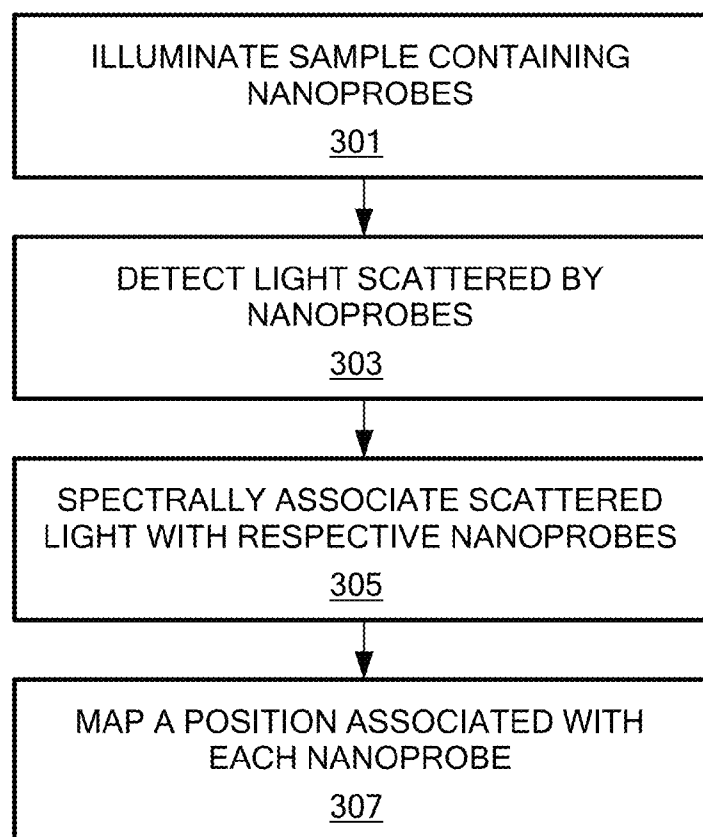 ILLUMINATE SAMPLE CONTAINING
NANOPROBES
301
DETECT LIGHT SCATTERED BY
NANOPROBES
303
SPECTRALLY ASSOCIATE SCATTERED
LIGHT WITH RESPECTIVE NANOPROBES
305
MAP A POSITION ASSOCIATED WITH
EACH NANOPROBE
307